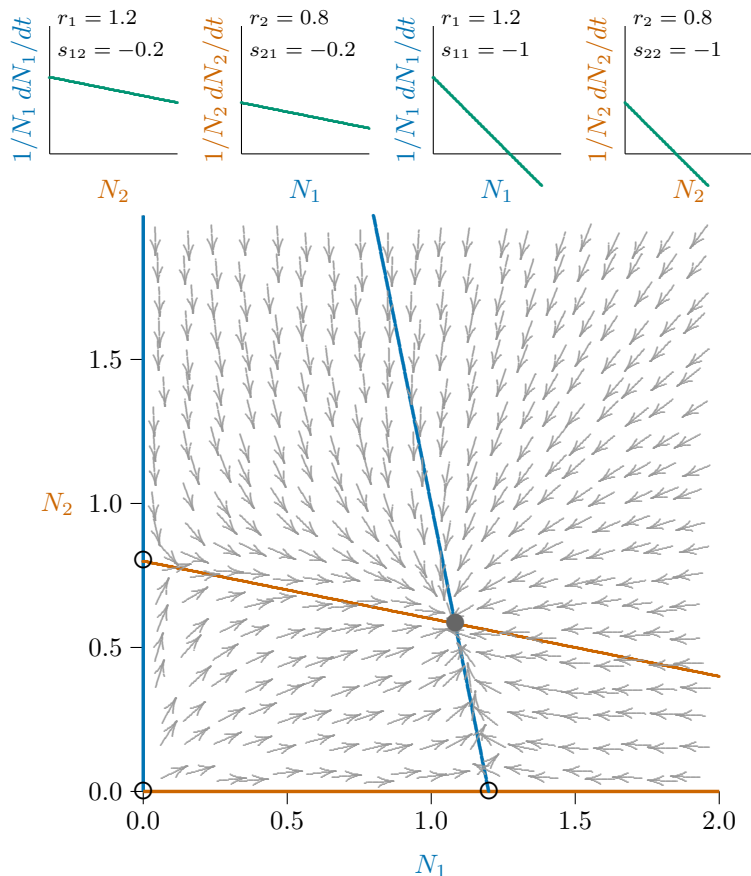 1/N₁ dN₁/dt
r₁ = 1.2
s₁₂ = −0.2
N₂
1/N₂ dN₂/dt
r₂ = 0.8
s₂₁ = −0.2
N₁
1/N₁ dN₁/dt
r₁ = 1.2
s₁₁ = −1
N₁
1/N₂ dN₂/dt
r₂ = 0.8
s₂₂ = −1
N₂
1.5
1.0
N₂
0.5
0.0
0.0 0.5 1.0 1.5 2.0
N₁